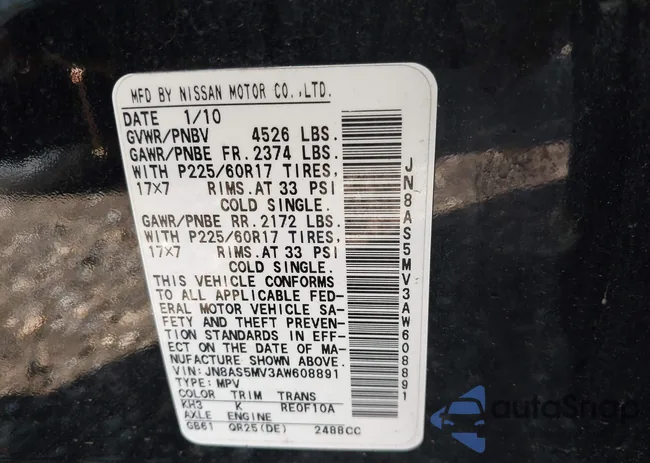 MFD BY NISSAN MOTOR CO.,LTD.
DATE 1/10
GVWR/PNBV 4526 LBS.
GAWR/PNBE FR. 2374 LBS.
WITH P225/60R17 TIRES,
17X7 RIMS.AT 33 PSI
COLD SINGLE.
GAWR/PNBE RR. 2172 LBS.
WITH P225/60R17 TIRES,
17X7 RIMS.AT 33 PSI
COLD SINGLE.
THIS VEHICLE CONFORMS
TO ALL APPLICABLE FED-
ERAL MOTOR VEHICLE SA-
FETY AND THEFT PREVEN-
TION STANDARDS IN EFF-
ECT ON THE DATE OF MA-
NUFACTURE SHOWN ABOVE.
VIN: JN8AS5MV3AW608891
TYPE: MPV
COLOR TRIM TRANS
KH3 K RE0F10A
AXLE ENGINE
GB61 QR25(DE) 2488CC
JN8AS5MV3AW608891
autoSnap